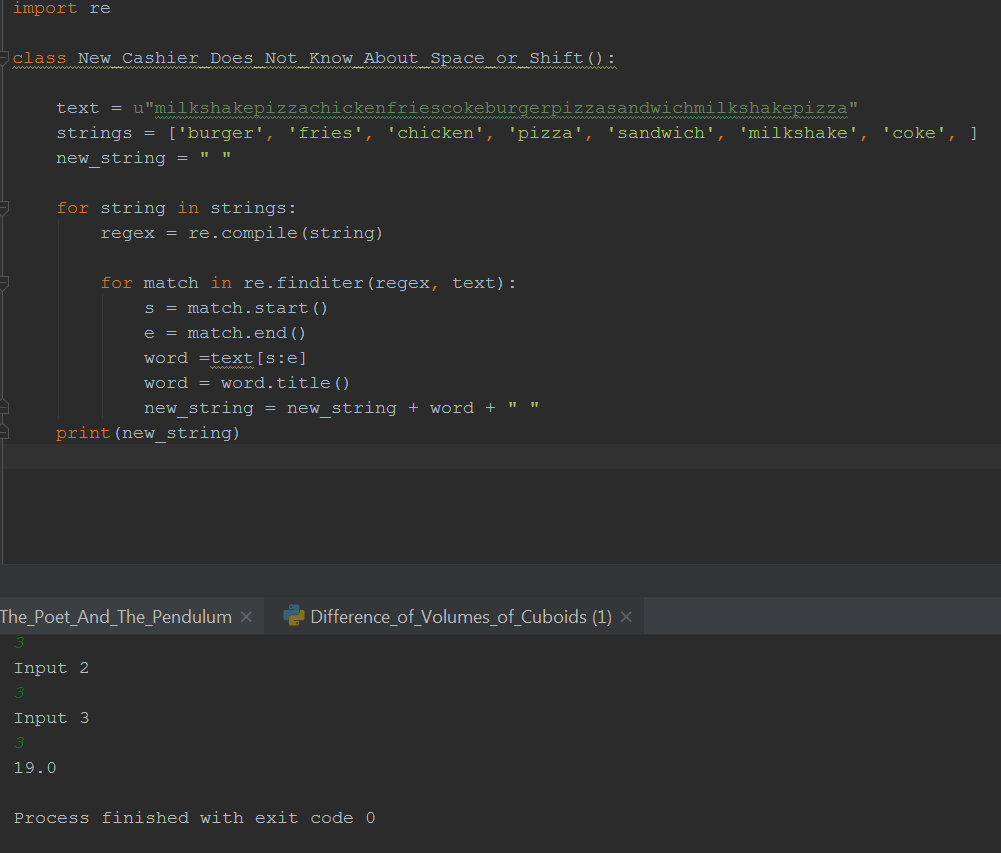 import re
class New_Cashier_Does_Not_Know_About_Space_or_Shift():
text = u"milkshakepizzachickenfriescokeburgerpizzasandwichmilkshakepizza"
strings = ['burger', 'fries', 'chicken', 'pizza', 'sandwich', 'milkshake', 'coke', ]
new_string = " "
for string in strings:
regex = re.compile(string)
for match in re.finditer(regex, text):
s = match.start()
e = match.end()
word =text[s:e]
word = word.title()
new_string = new_string + word + " "
print(new_string)
The_Poet_And_The_Pendulum × Difference_of_Volumes_of_Cuboids (1) ×
3
Input 2
3
Input 3
3
19.0
Process finished with exit code 0